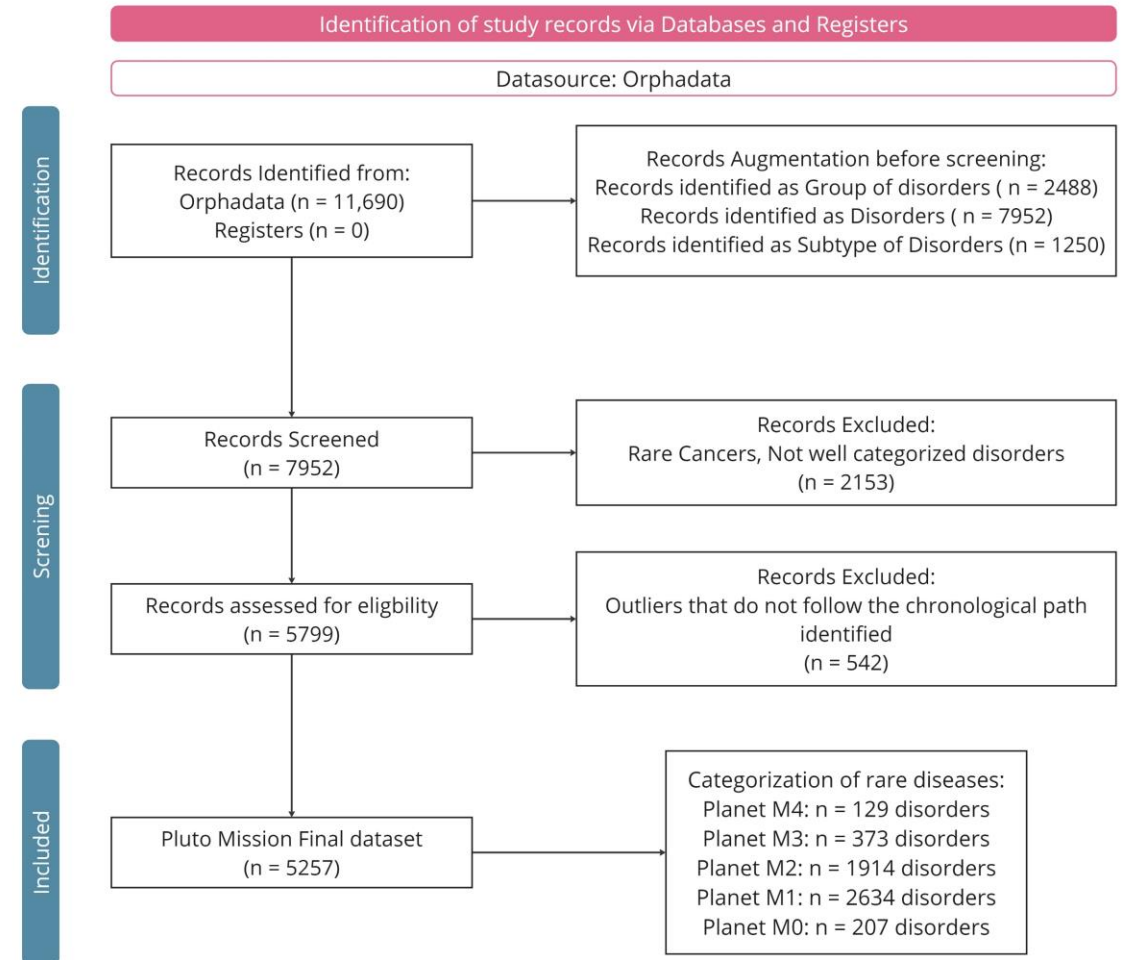 Identification of study records via Databases and Registers
Datasource: Orphadata
Identification
Records Identified from:
Orphadata (n = 11,690)
Registers (n = 0)
Records Augmentation before screening:
Records identified as Group of disorders ( n = 2488)
Records identified as Disorders ( n = 7952)
Records identified as Subtype of Disorders (n = 1250)
Screning
Records Screened
(n = 7952)
Records Excluded:
Rare Cancers, Not well categorized disorders
(n = 2153)
Records assessed for eligbility
(n = 5799)
Records Excluded:
Outliers that do not follow the chronological path
identified
(n = 542)
Included
Pluto Mission Final dataset
(n = 5257)
Categorization of rare diseases:
Planet M4: n = 129 disorders
Planet M3: n = 373 disorders
Planet M2: n = 1914 disorders
Planet M1: n = 2634 disorders
Planet M0: n = 207 disorders